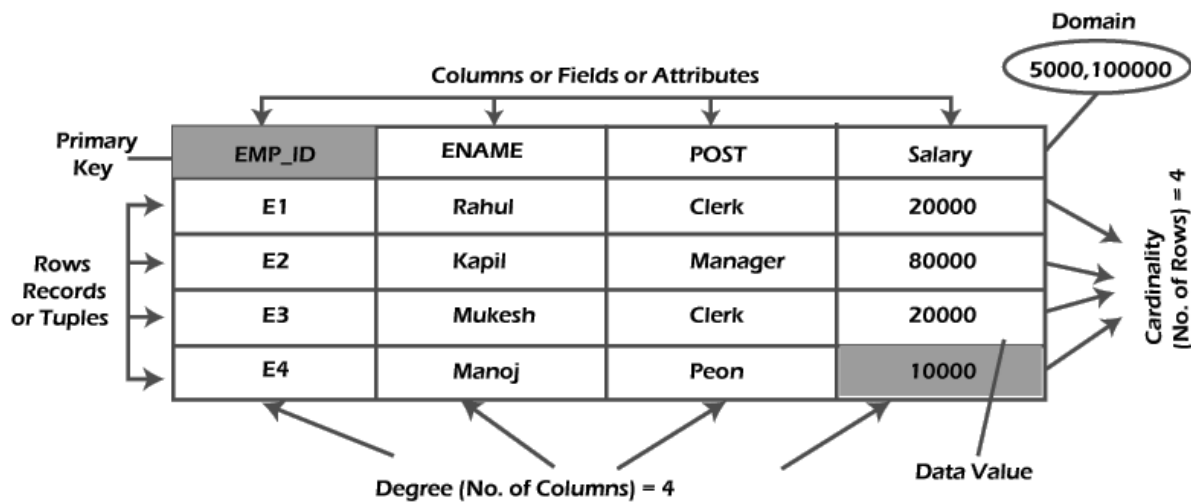 Domain
5000,100000
Columns or Fields or Attributes
Primary
Key
EMP_ID ENAME POST Salary
E1 Rahul Clerk 20000
E2 Kapil Manager 80000
E3 Mukesh Clerk 20000
E4 Manoj Peon 10000
Rows
Records
or Tuples
Cardinality
(No. of Rows) = 4
Degree (No. of Columns) = 4
Data Value